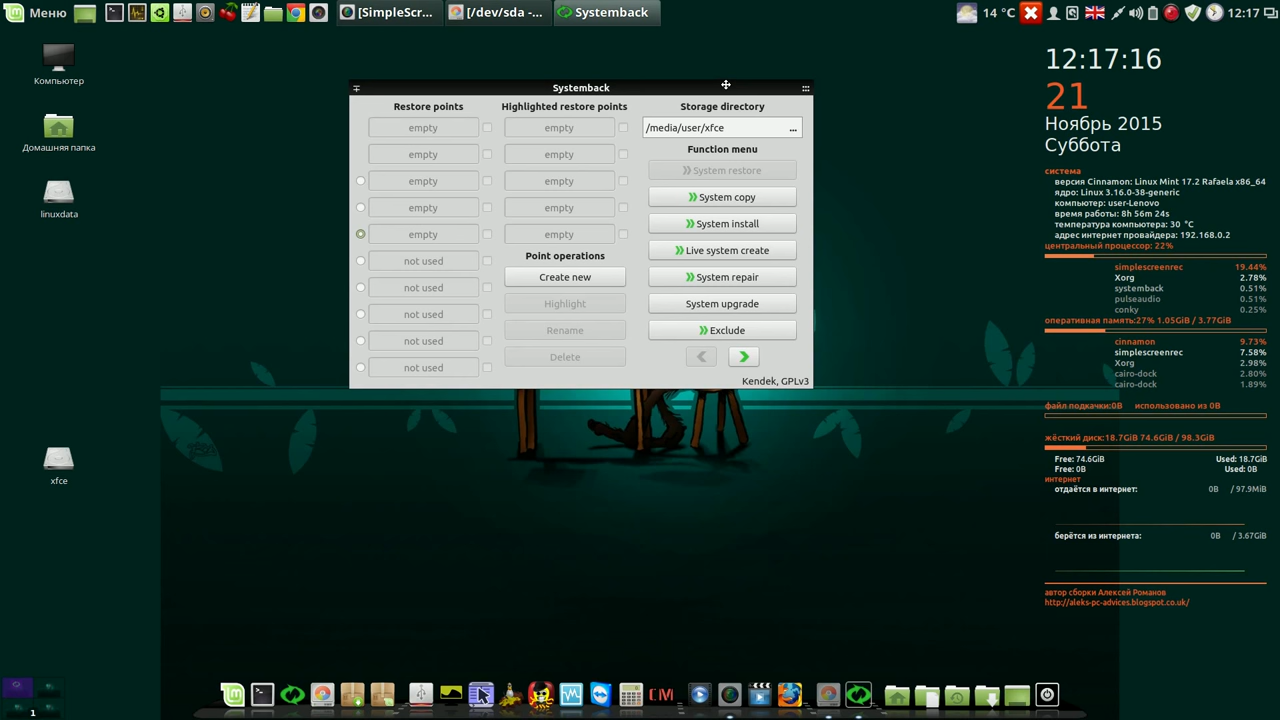 Меню
[SimpleScr...
[/dev/sda -...
Systemback
14 °C
12:17
Компьютер
Домашняя папка
linuxdata
xfce
1
Systemback
Restore points
empty
empty
empty
empty
empty
not used
not used
not used
not used
not used
Highlighted restore points
empty
empty
empty
empty
empty
Point operations
Create new
Highlight
Rename
Delete
Storage directory
/media/user/xfce
...
Function menu
System restore
System copy
System install
Live system create
System repair
System upgrade
Exclude
Kendek, GPLv3
12:17:16
21
Ноябрь 2015
Суббота
система
версия Cinnamon: Linux Mint 17.2 Rafaela x86_64
ядро: Linux 3.16.0-38-generic
компьютер: user-Lenovo
время работы: 8h 56m 24s
температура компьютера: 30 °C
адрес интернет провайдера: 192.168.0.2
центральный процессор: 22%
simplescreenrec 19.44%
Xorg 2.78%
systemback 0.51%
pulseaudio 0.51%
conky 0.25%
оперативная память:27% 1.05GiB / 3.77GiB
cinnamon 9.73%
simplescreenrec 7.58%
Xorg 2.98%
cairo-dock 2.80%
cairo-dock 1.89%
файл подкачки:0B использовано из 0B
жёсткий диск:18.7GiB 74.6GiB / 98.3GiB
Free: 74.6GiB Used: 18.7GiB
Free: 0B Used: 0B
интернет
отдаётся в интернет: 0B / 97.9MiB
берётся из интернета: 0B / 3.67GiB
автор сборки Алексей Романов
http://aleks-pc-advices.blogspot.co.uk/
CM